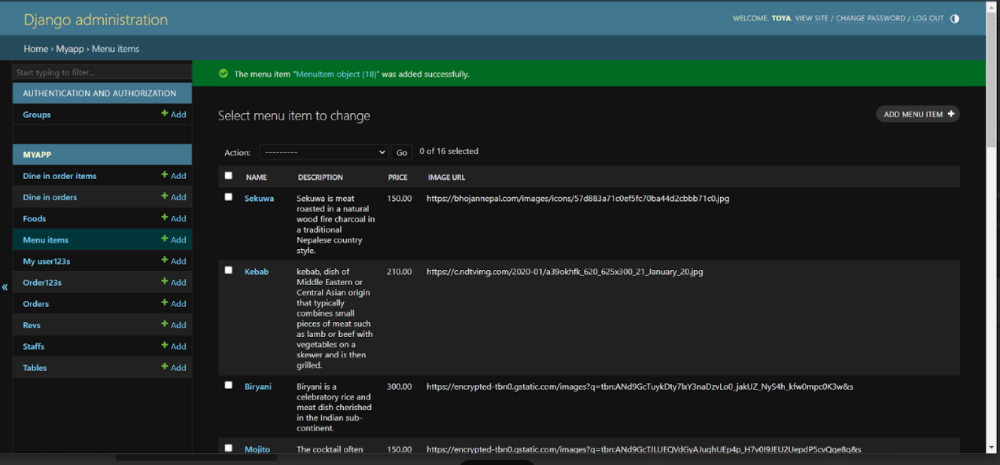 Django administration
WELCOME, TOYA. VIEW SITE / CHANGE PASSWORD / LOG OUT
Home › Myapp › Menu items
Start typing to filter...
AUTHENTICATION AND AUTHORIZATION
Groups + Add
MYAPP
Dine in order items + Add
Dine in orders + Add
Foods + Add
Menu items + Add
My user123s + Add
Order123s + Add
Orders + Add
Revs + Add
Staffs + Add
Tables + Add
«
The menu item “MenuItem object (18)” was added successfully.
Select menu item to change
ADD MENU ITEM +
Action: --------- Go 0 of 16 selected
NAME DESCRIPTION PRICE IMAGE URL
Sekuwa Sekuwa is meat 150.00 https://bhojannepal.com/images/icons/57d883a71c0ef5fc70ba44d2cbbb71c0.jpg
roasted in a natural
wood fire charcoal in
a traditional
Nepalese country
style.
Kebab kebab, dish of 210.00 https://c.ndtvimg.com/2020-01/a39okhfk_620_625x300_21_January_20.jpg
Middle Eastern or
Central Asian origin
that typically
combines small
pieces of meat such
as lamb or beef with
vegetables on a
skewer and is then
grilled.
Biryani Biryani is a 300.00 https://encrypted-tbn0.gstatic.com/images?q=tbn:ANd9GcTuykDty7lxY3naDzvLo0_jakUZ_NyS4h_kfw0mpc0K3w&s
celebratory rice and
meat dish cherished
in the Indian sub-
continent.
Mojito The cocktail often 150.00 https://encrypted-tbn0.gstatic.com/images?q=tbn:ANd9GcTJLUEQVdGyAJuqhUEp4p_H7v0I9JEU2UepdP5cvQqe8g&s